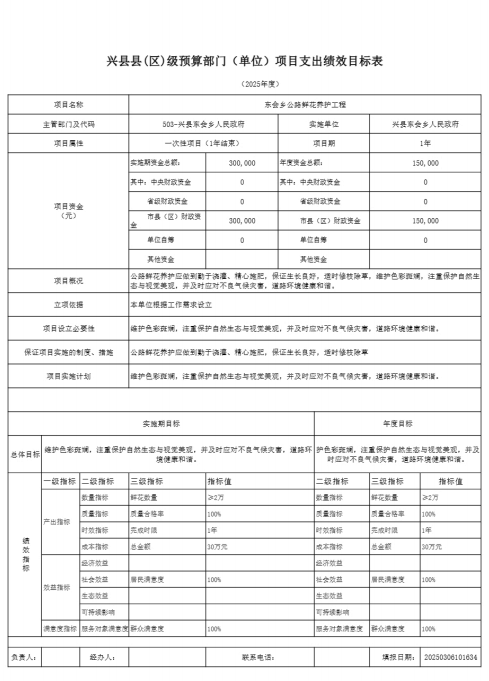 兴县县(区)级预算部门（单位）项目支出绩效目标表
（2025年度）
项目名称 东会乡公路鲜花养护工程
主管部门及代码 503-兴县东会乡人民政府 实施单位 兴县东会乡人民政府
项目属性 一次性项目（1年结束） 项目期 1年
项目资金（元） 实施期资金总额: 300,000 年度资金总额: 150,000
其中: 中央财政资金 0 其中: 中央财政资金 0
省级财政资金 0 省级财政资金 0
市县（区）财政资金 300,000 市县（区）财政资金 150,000
单位自筹 0 单位自筹 0
其他资金 其他资金
项目概况 公路鲜花养护应做到勤于浇灌、精心施肥，保证生长良好，适时修枝除草，维护色彩斑斓，注重保护自然生
态与视觉美观，并及时应对不良气候灾害，道路环境健康和谐。
立项依据 本单位根据工作需求设立
项目设立必要性 维护色彩斑斓，注重保护自然生态与视觉美观，并及时应对不良气候灾害，道路环境健康和谐。
保证项目实施的制度、措施 公路鲜花养护应做到勤于浇灌、精心施肥，保证生长良好，适时修枝除草
项目实施计划 维护色彩斑斓，注重保护自然生态与视觉美观，并及时应对不良气候灾害，道路环境健康和谐。
实施期目标 年度目标
总体目标 维护色彩斑斓，注重保护自然生态与视觉美观，并及时应对不良气候灾害，道路环 护色彩斑斓，注重保护自然生态与视觉美观，并及
境健康和谐。 时应对不良气候灾害，道路环境健康和谐。
绩效指标 一级指标 二级指标 三级指标 指标值 二级指标 三级指标 指标值
产出指标 数量指标 鲜花数量 ≥2万 数量指标 鲜花数量 ≥2万
质量指标 质量合格率 100% 质量指标 质量合格率 100%
时效指标 完成时限 1年 时效指标 完成时限 1年
成本指标 总金额 30万元 成本指标 总金额 30万元
效益指标 经济效益 经济效益
社会效益 居民满意度 100% 社会效益 居民满意度 100%
生态效益 生态效益
可持续影响 可持续影响
满意度指标 服务对象满意度 群众满意度 100% 服务对象满意度 群众满意度 100%
负责人: 经办人: 联系电话: 填报日期: 20250306101634